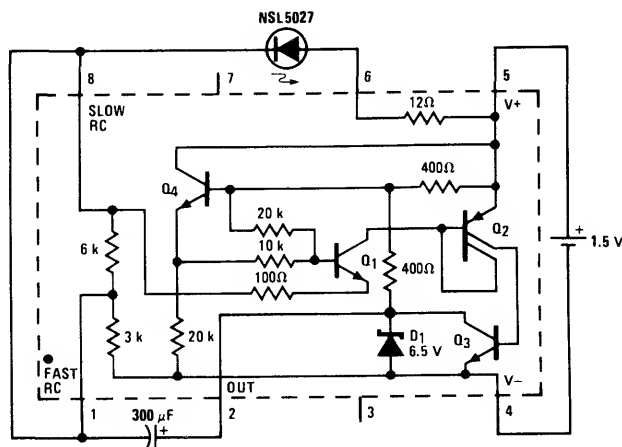 NSL5027
8
7
6
5
SLOW
RC
12Ω
V+
Q4
400Ω
20 k
Q2
6 k
10 k
Q1
400Ω
+
1.5 V
100Ω
3 k
20 k
D1
6.5 V
Q3
FAST
RC
OUT
V−
1
300 µF
+
2
3
4